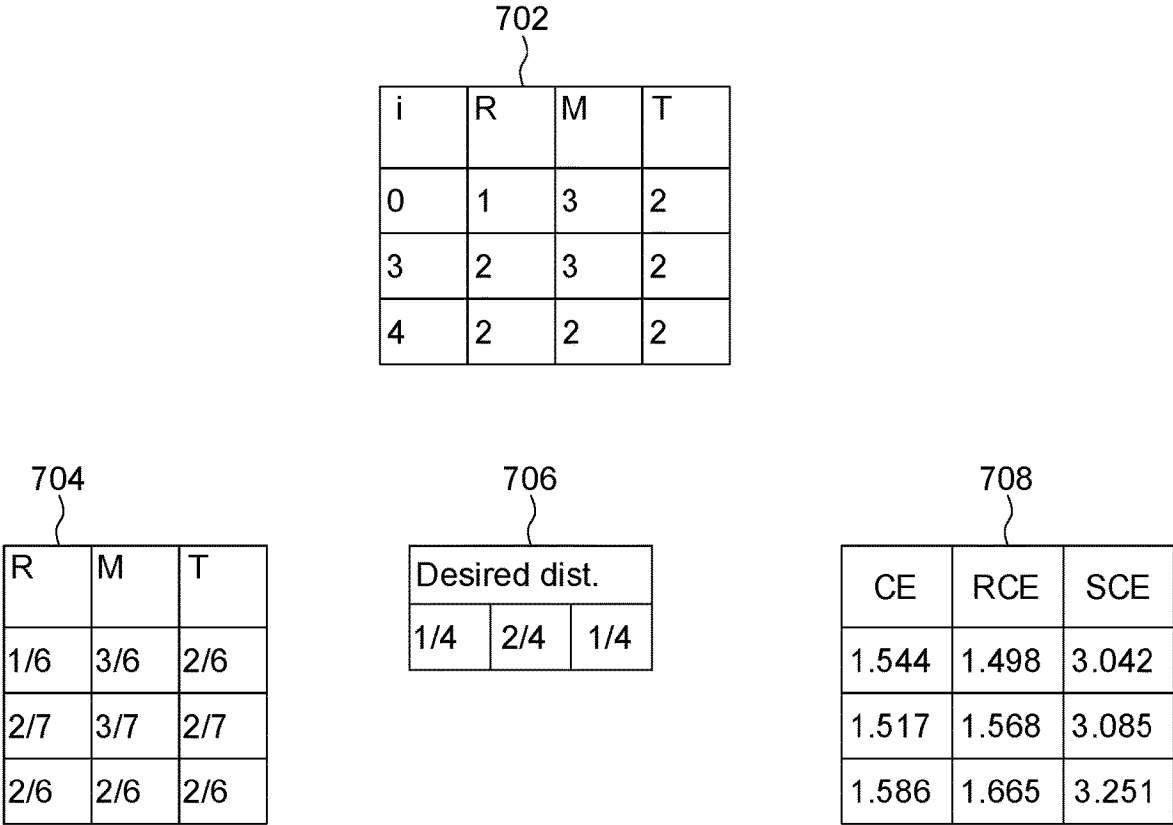 702
i R M T
0 1 3 2
3 2 3 2
4 2 2 2
704
R M T
1/6 3/6 2/6
2/7 3/7 2/7
2/6 2/6 2/6
706
Desired dist.
1/4 2/4 1/4
708
CE RCE SCE
1.544 1.498 3.042
1.517 1.568 3.085
1.586 1.665 3.251